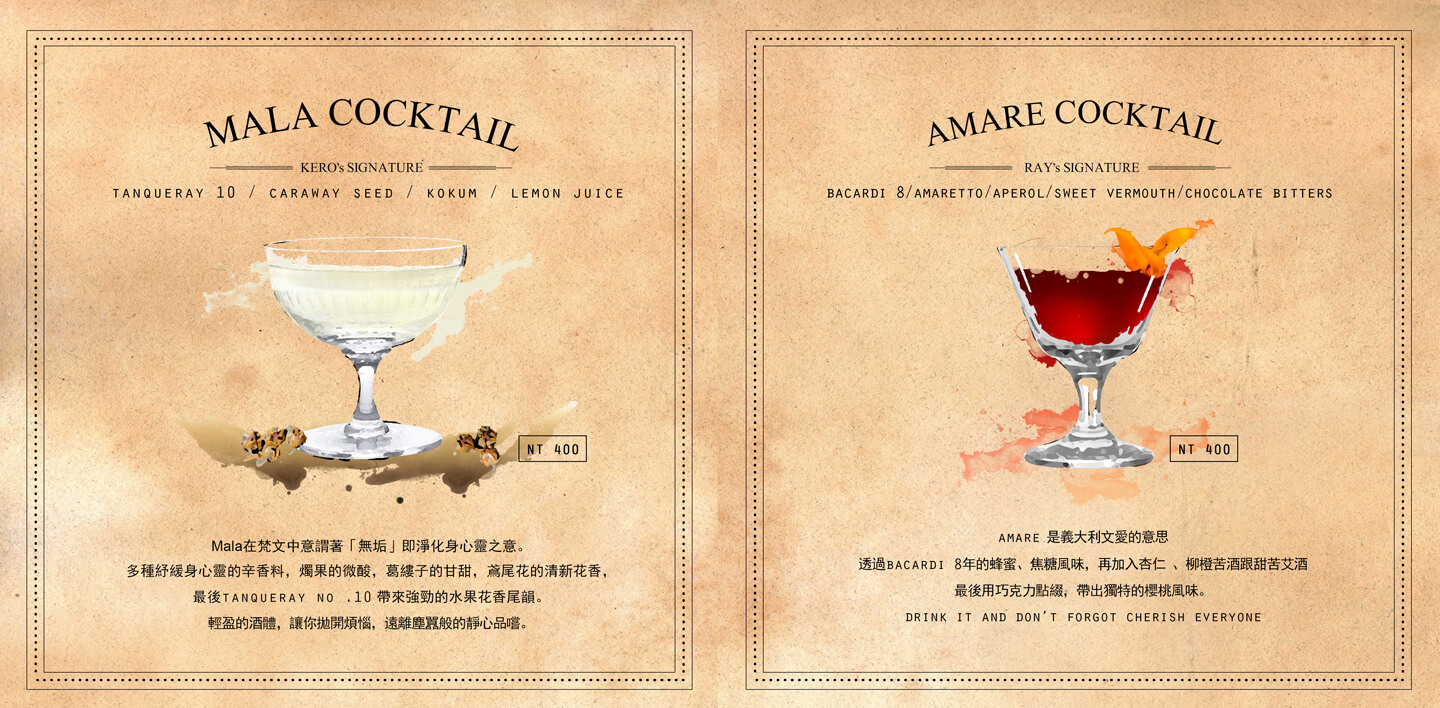 MALA COCKTAIL
KERO's SIGNATURE
TANQUERAY 10 / CARAWAY SEED / KOKUM / LEMON JUICE
NT 400
Mala在梵文中意謂著「無垢」即淨化身心靈之意。
多種紓緩身心靈的辛香料，燭果的微酸，葛縷子的甘甜，鳶尾花的清新花香，
最後TANQUERAY NO .10 帶來強勁的水果花香尾韻。
輕盈的酒體，讓你拋開煩惱，遠離塵囂般的靜心品嚐。
AMARE COCKTAIL
RAY's SIGNATURE
BACARDI 8/AMARETTO/APEROL/SWEET VERMOUTH/CHOCOLATE BITTERS
NT 400
AMARE 是義大利文愛的意思
透過BACARDI 8年的蜂蜜、焦糖風味，再加入杏仁 、柳橙苦酒跟甜苦艾酒
最後用巧克力點綴，帶出獨特的櫻桃風味。
DRINK IT AND DON'T FORGOT CHERISH EVERYONE